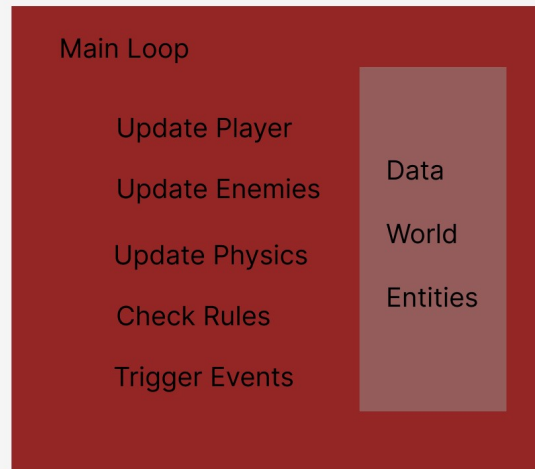 Main Loop
Update Player
Update Enemies
Update Physics
Check Rules
Trigger Events
Data
World
Entities